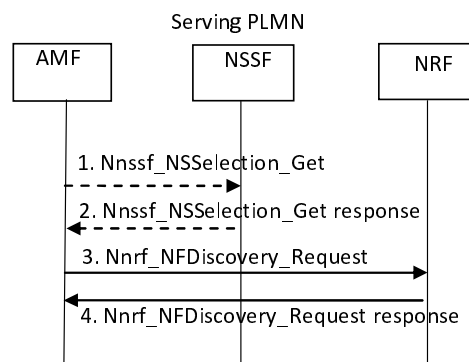 Serving PLMN
AMF
NSSF
NRF
1. Nnssf_NSSelection_Get
2. Nnssf_NSSelection_Get response
3. Nnrf_NFDiscovery_Request
4. Nnrf_NFDiscovery_Request response